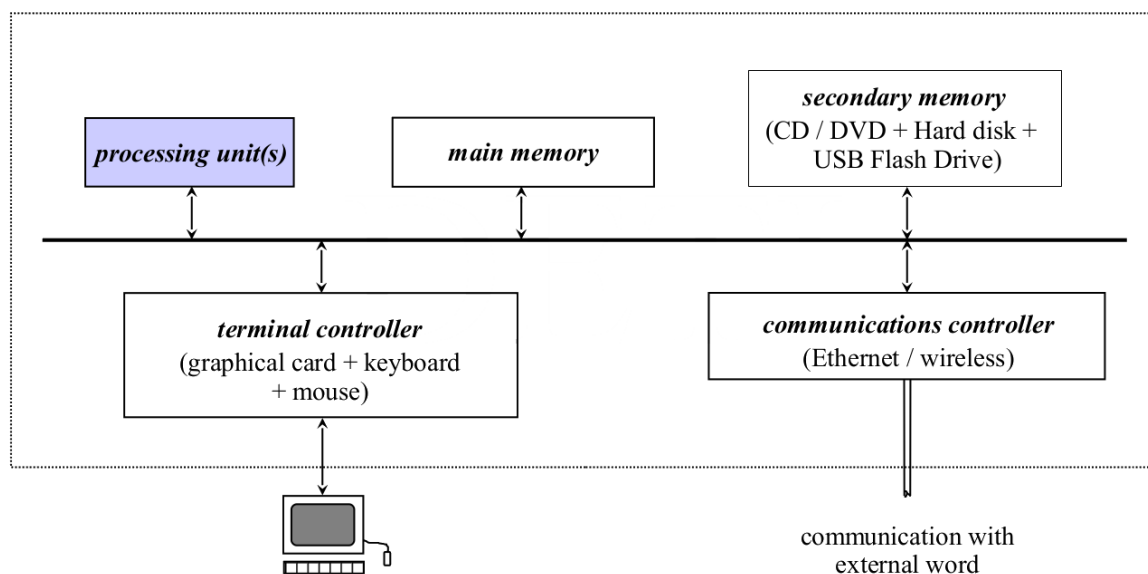 secondary memory
(CD / DVD + Hard disk +
USB Flash Drive)
processing unit(s)
main memory
terminal controller
(graphical card + keyboard
+ mouse)
communications controller
(Ethernet / wireless)
communication with
external word